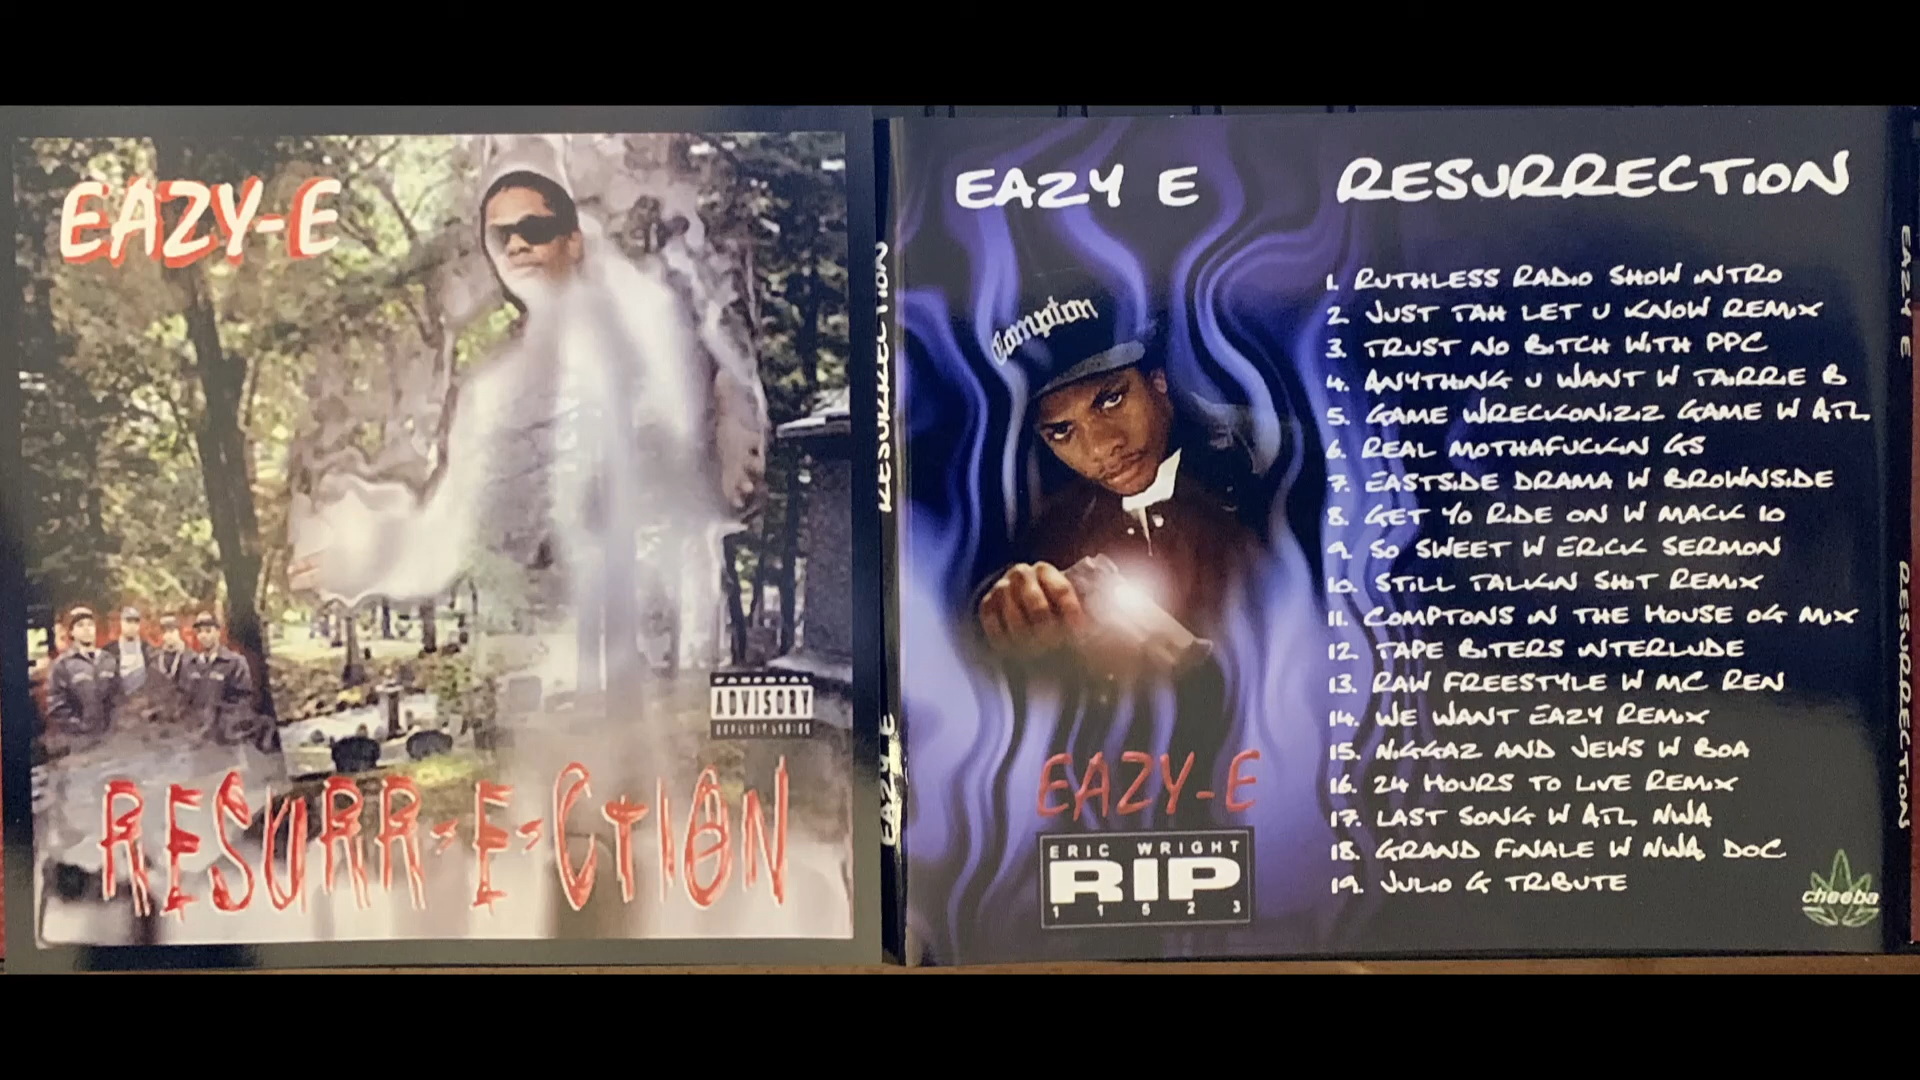 EAZY-E
PARENTAL
ADVISORY
EXPLICIT LYRICS
RESURR-E-CTION
RESURRECTION
EAZY E
EAZY E
RESURRECTION
Compton
EAZY-E
ERIC WRIGHT
RIP
1 1 5 2 3
1. RUTHLESS RADIO SHOW INTRO
2. JUST TAH LET U KNOW REMIX
3. TRUST NO BITCH WITH PPC
4. ANYTHING U WANT W TAIRRIE B
5. GAME WRECKONIZIZ GAME W ATL
6. REAL MOTHAFUCKIN GS
7. EASTSIDE DRAMA W BROWNSIDE
8. GET YO RIDE ON W MACK 10
9. SO SWEET W ERICK SERMON
10. STILL TALKIN SHIT REMIX
11. COMPTONS IN THE HOUSE OG MIX
12. TAPE BITERS INTERLUDE
13. RAW FREESTYLE W MC REN
14. WE WANT EAZY REMIX
15. NIGGAZ AND JEWS W BOA
16. 24 HOURS TO LIVE REMIX
17. LAST SONG W ATL NWA
18. GRAND FINALE W NWA, DOC
19. JULIO G TRIBUTE
cheeba
EAZY E
RESURRECTION